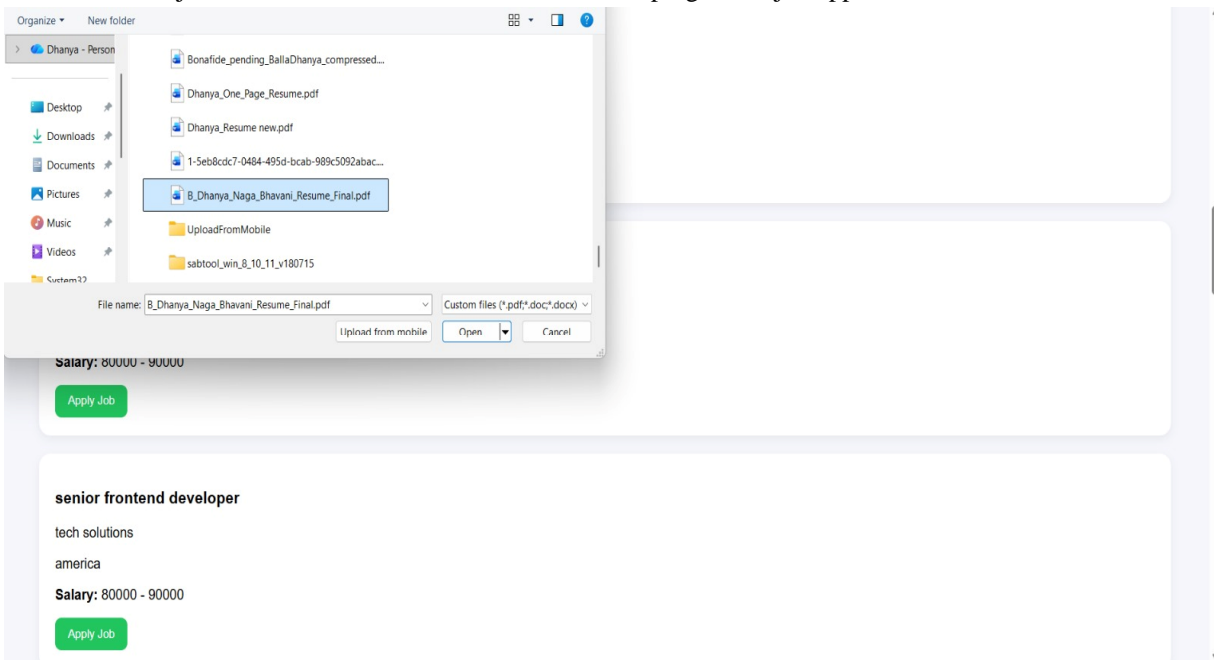 Organize New folder
Dhanya - Person
Bonafide_pending_BallaDhanya_compressed....
Dhanya_One_Page_Resume.pdf
Desktop
Dhanya_Resume new.pdf
Downloads
Documents
1-5eb8cdc7-0484-495d-bcab-989c5092abac...
Pictures
B_Dhanya_Naga_Bhavani_Resume_Final.pdf
Music
UploadFromMobile
Videos
sabtool_win_8_10_11_v180715
System32
File name: B_Dhanya_Naga_Bhavani_Resume_Final.pdf Custom files (*.pdf;*.doc;*.docx)
Upload from mobile Open Cancel
Salary: 80000 - 90000
Apply Job
senior frontend developer
tech solutions
america
Salary: 80000 - 90000
Apply Job